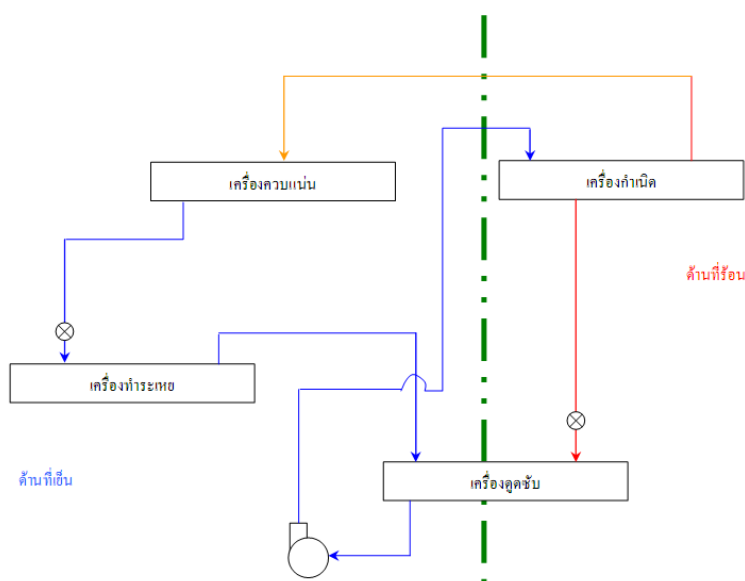 เครื่องควบแน่น
เครื่องกำเนิด
ด้านที่ร้อน
เครื่องทำระเหย
ด้านที่เย็น
เครื่องดูดซับ